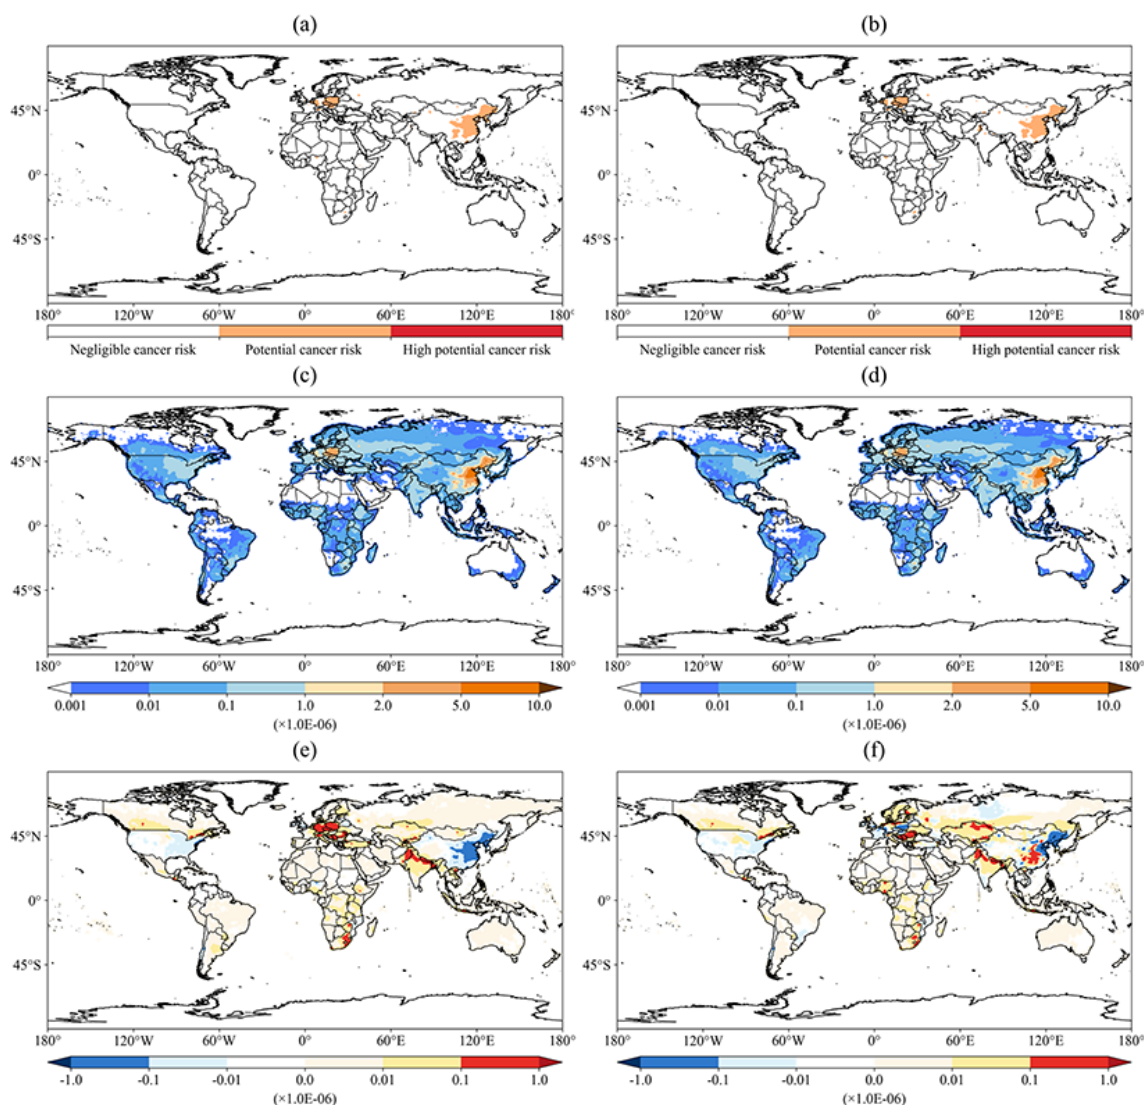 (a) (b)
45°N 45°N
0° 0°
45°S 45°S
180° 120°W 60°W 0° 60°E 120°E 180° 180° 120°W 60°W 0° 60°E 120°E 180°
Negligible cancer risk Potential cancer risk High potential cancer risk Negligible cancer risk Potential cancer risk High potential cancer risk
(c) (d)
45°N 45°N
0° 0°
45°S 45°S
180° 120°W 60°W 0° 60°E 120°E 180° 180° 120°W 60°W 0° 60°E 120°E 180°
0.001 0.01 0.1 1.0 2.0 5.0 10.0 0.001 0.01 0.1 1.0 2.0 5.0 10.0
(×1.0E-06) (×1.0E-06)
(e) (f)
45°N 45°N
0° 0°
45°S 45°S
180° 120°W 60°W 0° 60°E 120°E 180° 180° 120°W 60°W 0° 60°E 120°E 180°
-1.0 -0.1 -0.01 0.0 0.01 0.1 1.0 -1.0 -0.1 -0.01 0.0 0.01 0.1 1.0
(×1.0E-06) (×1.0E-06)